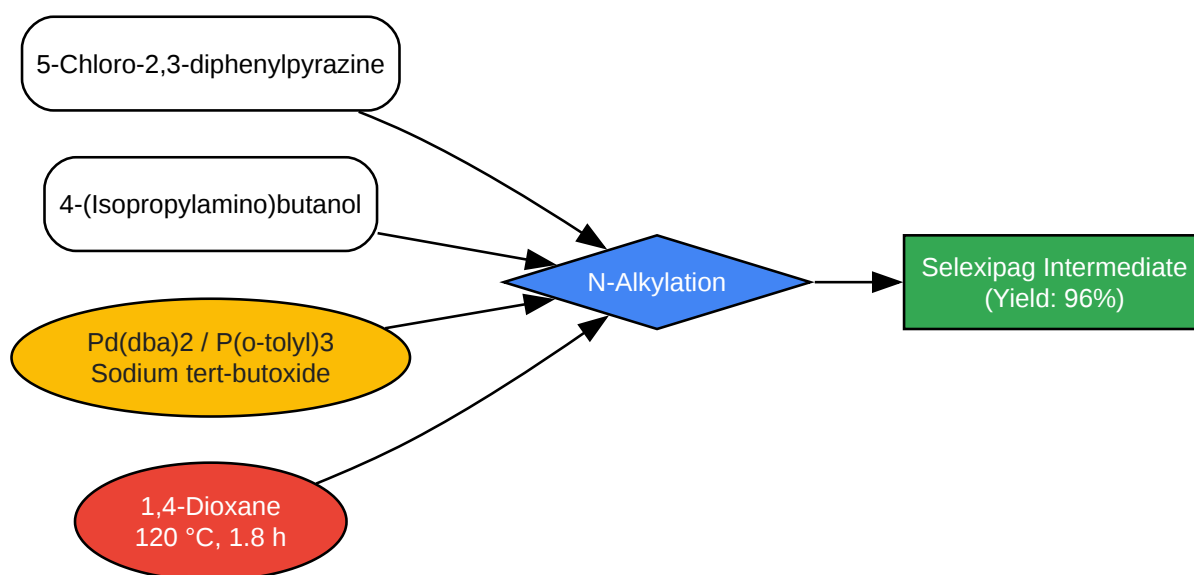 5-Chloro-2,3-diphenylpyrazine
4-(Isopropylamino)butanol
Pd(dba)2 / P(o-tolyl)3
Sodium tert-butoxide
1,4-Dioxane
120 °C, 1.8 h
N-Alkylation
Selexipag Intermediate
(Yield: 96%)